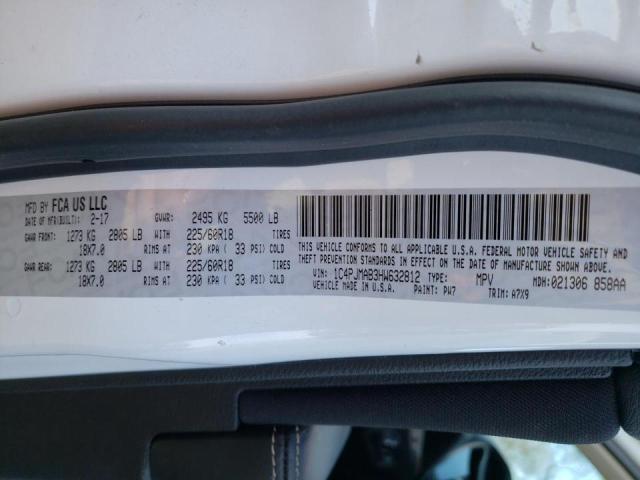 MFD BY FCA US LLC
DATE OF MFR(BUILT): 2-17 GVWR: 2495 KG 5500 LB
GAWR FRONT: 1273 KG 2805 LB WITH 225/60R18 TIRES
18X7.0 RIMS AT 230 KPA ( 33 PSI) COLD
GAWR REAR: 1273 KG 2805 LB WITH 225/60R18 TIRES
18X7.0 RIMS AT 230 KPA ( 33 PSI) COLD
THIS VEHICLE CONFORMS TO ALL APPLICABLE U.S.A. FEDERAL MOTOR VEHICLE SAFETY AND
THEFT PREVENTION STANDARDS IN EFFECT ON THE DATE OF MANUFACTURE SHOWN ABOVE.
VIN: 1C4PJMAB3HW632812 TYPE: MPV MDH:021306 858AA
VEHICLE MADE IN U.S.A. PAINT: PW7 TRIM: A7X9